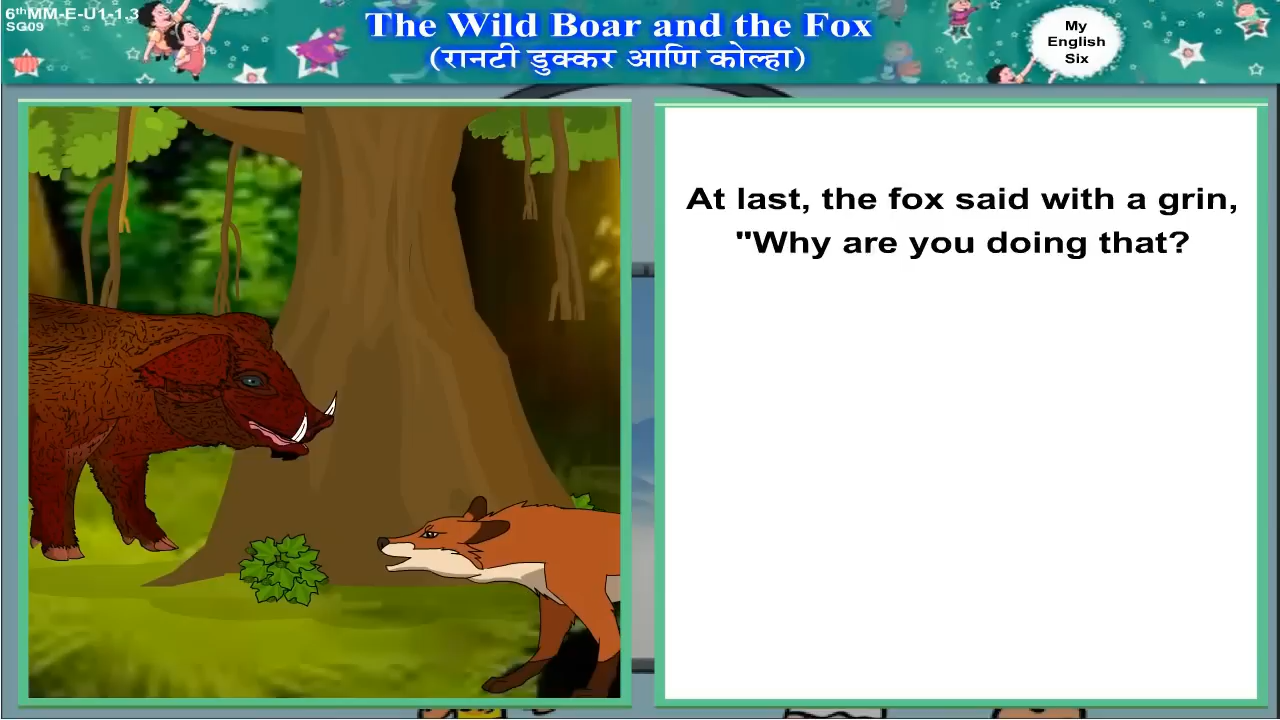 6thMM-E-U1-1.3
SG09
The Wild Boar and the Fox
(रानटी डुक्कर आणि कोल्हा)
My
English
Six
At last, the fox said with a grin,
"Why are you doing that?